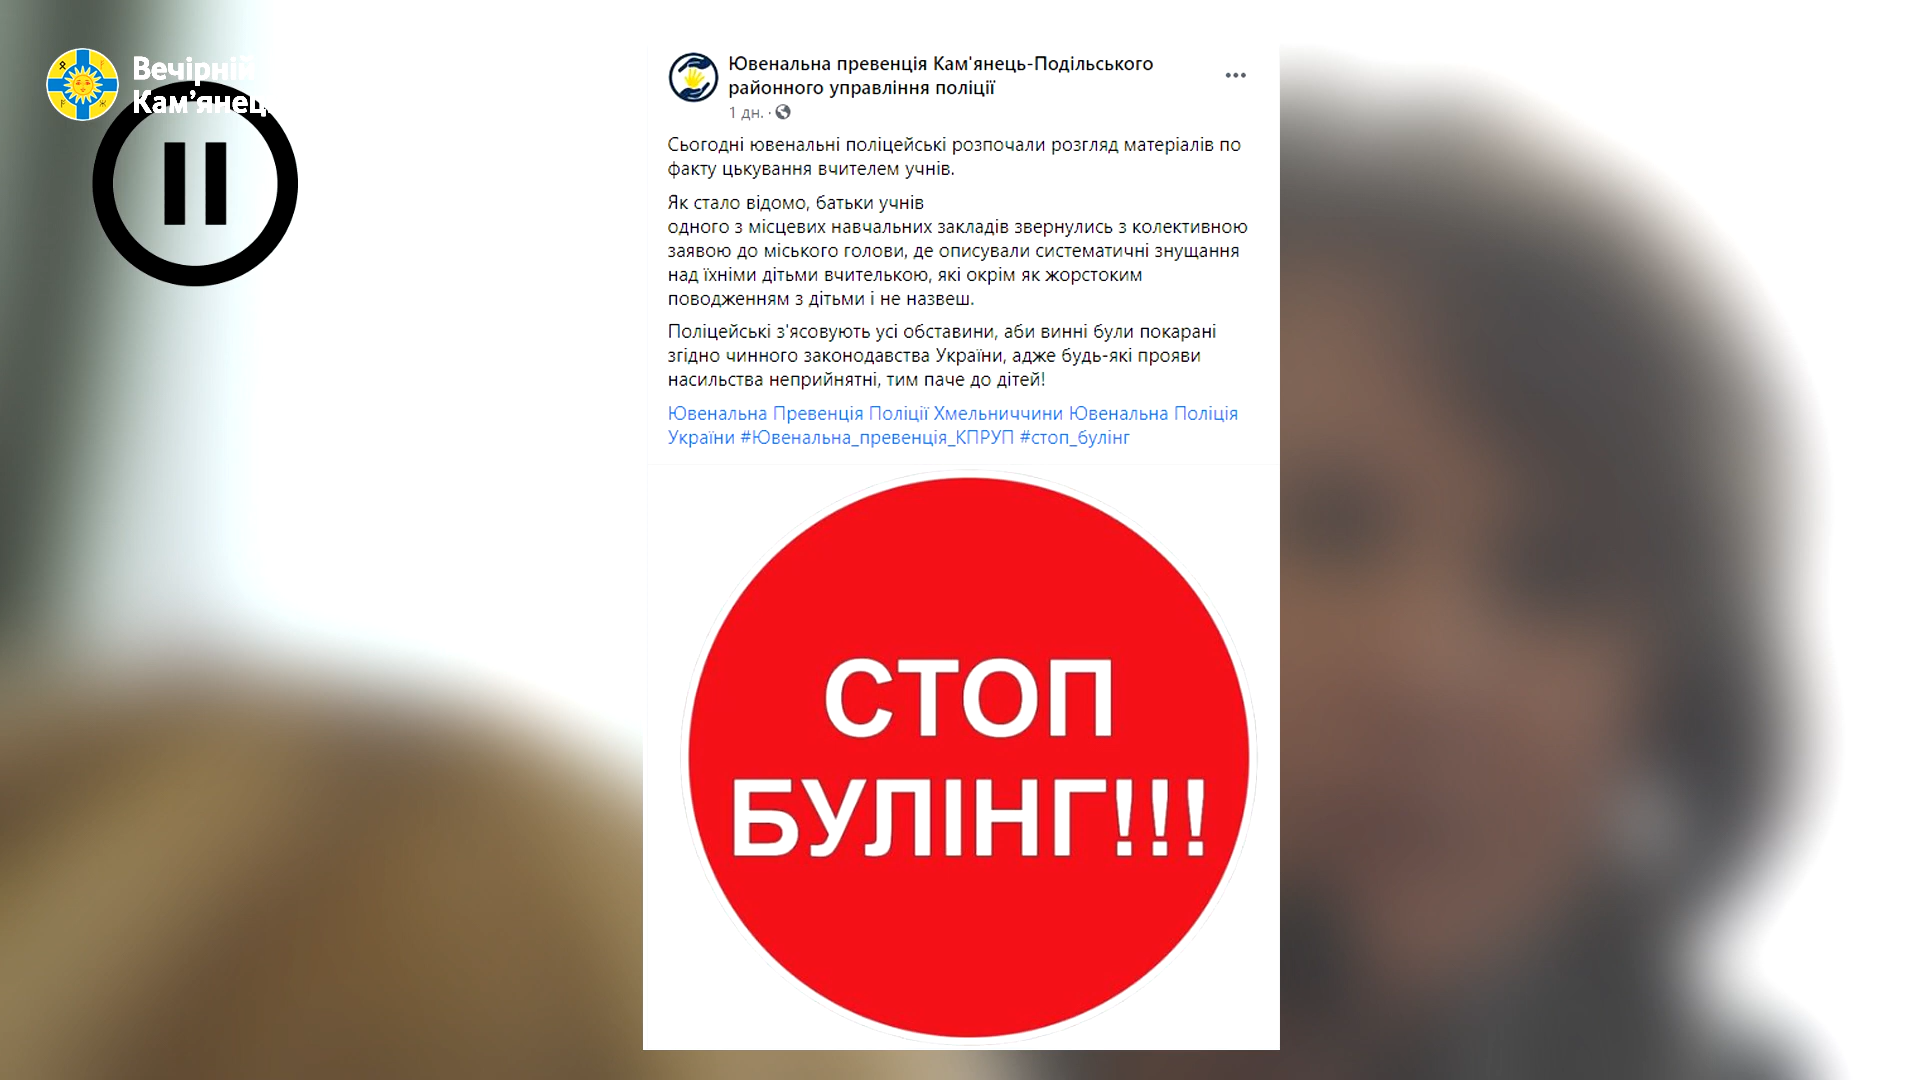 Вечірній
Кам’янець
Ювенальна превенція Кам'янець-Подільського
районного управління поліції
1 дн. ·
Сьогодні ювенальні поліцейські розпочали розгляд матеріалів по
факту цькування вчителем учнів.
Як стало відомо, батьки учнів
одного з місцевих навчальних закладів звернулись з колективною
заявою до міського голови, де описували систематичні знущання
над їхніми дітьми вчителькою, які окрім як жорстоким
поводженням з дітьми і не назвеш.
Поліцейські з'ясовують усі обставини, аби винні були покарані
згідно чинного законодавства України, адже будь-які прояви
насильства неприйнятні, тим паче до дітей!
Ювенальна Превенція Поліції Хмельниччини Ювенальна Поліція
України #Ювенальна_превенція_КПРУП #стоп_булінг
СТОП
БУЛІНГ!!!